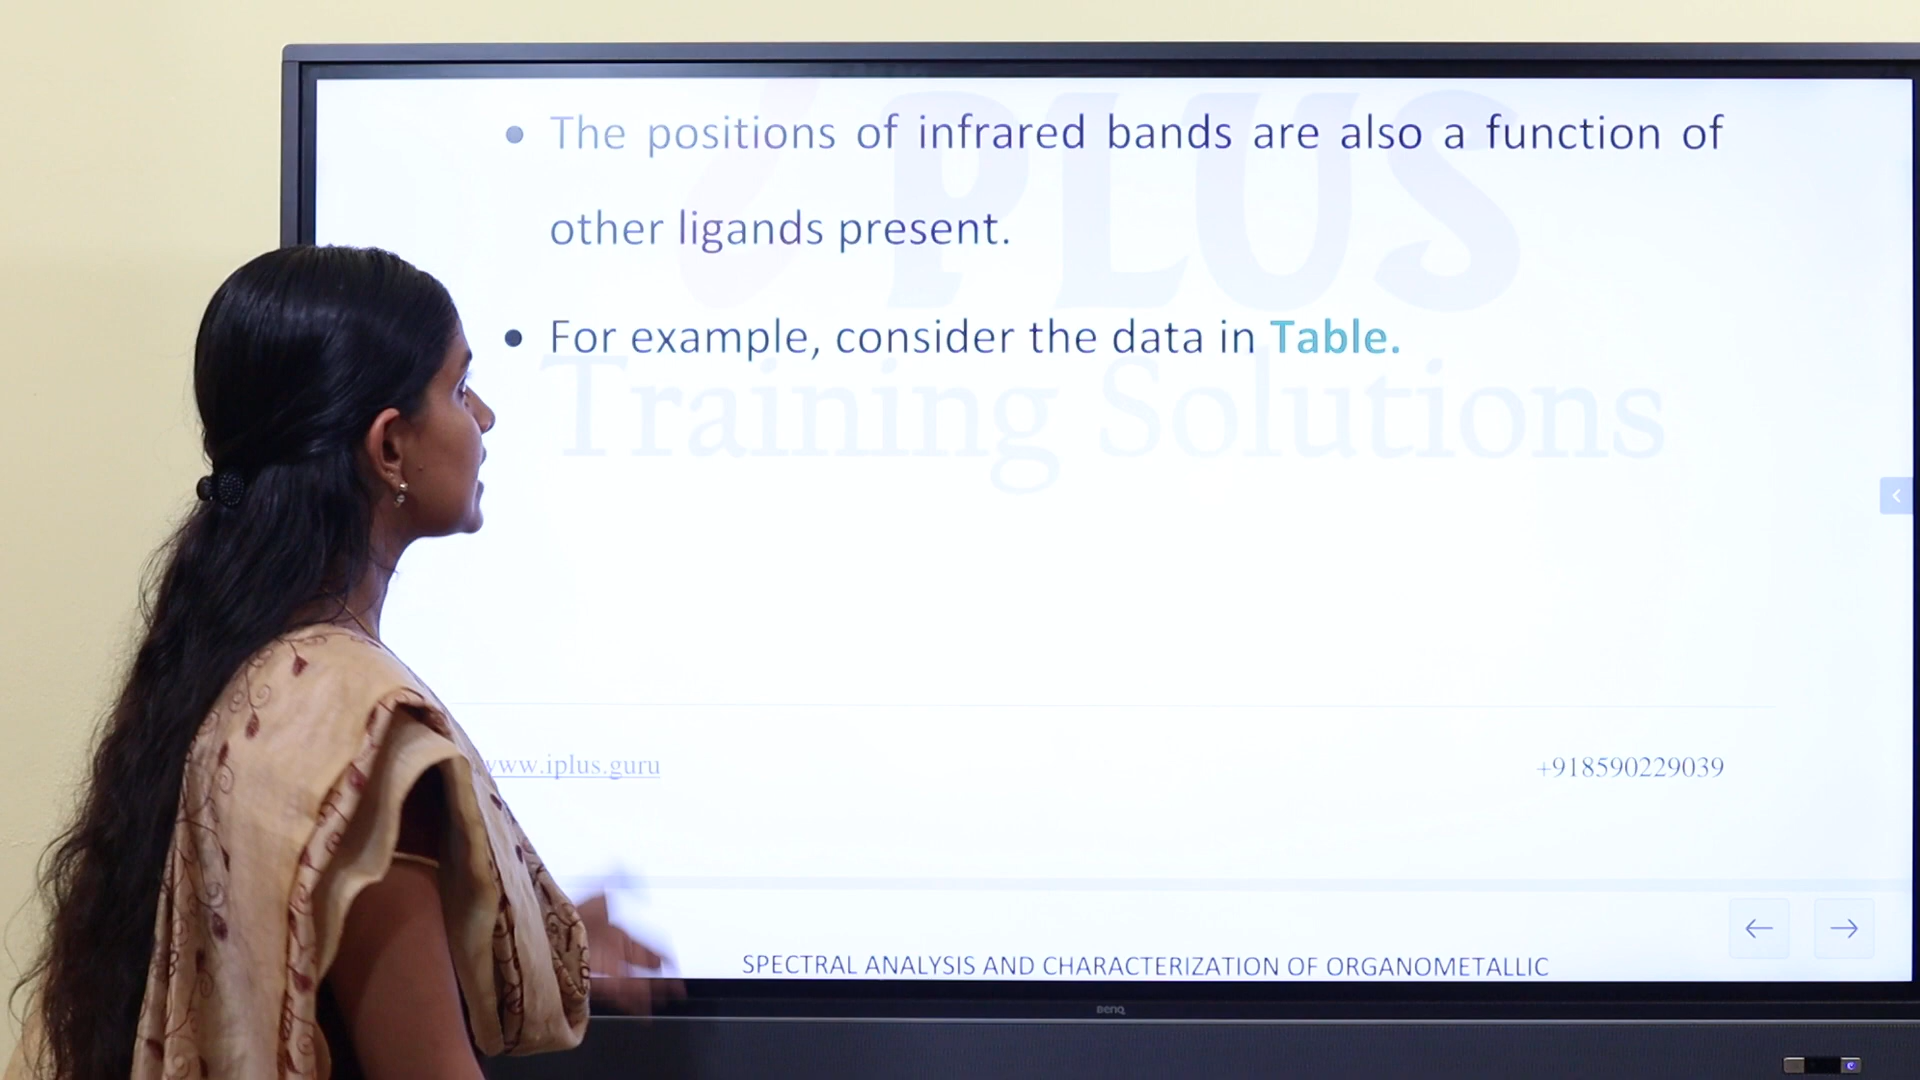 PLUS
Training Solutions
• The positions of infrared bands are also a function of
other ligands present.
• For example, consider the data in Table.
www.iplus.guru
+918590229039
SPECTRAL ANALYSIS AND CHARACTERIZATION OF ORGANOMETALLIC
BenQ